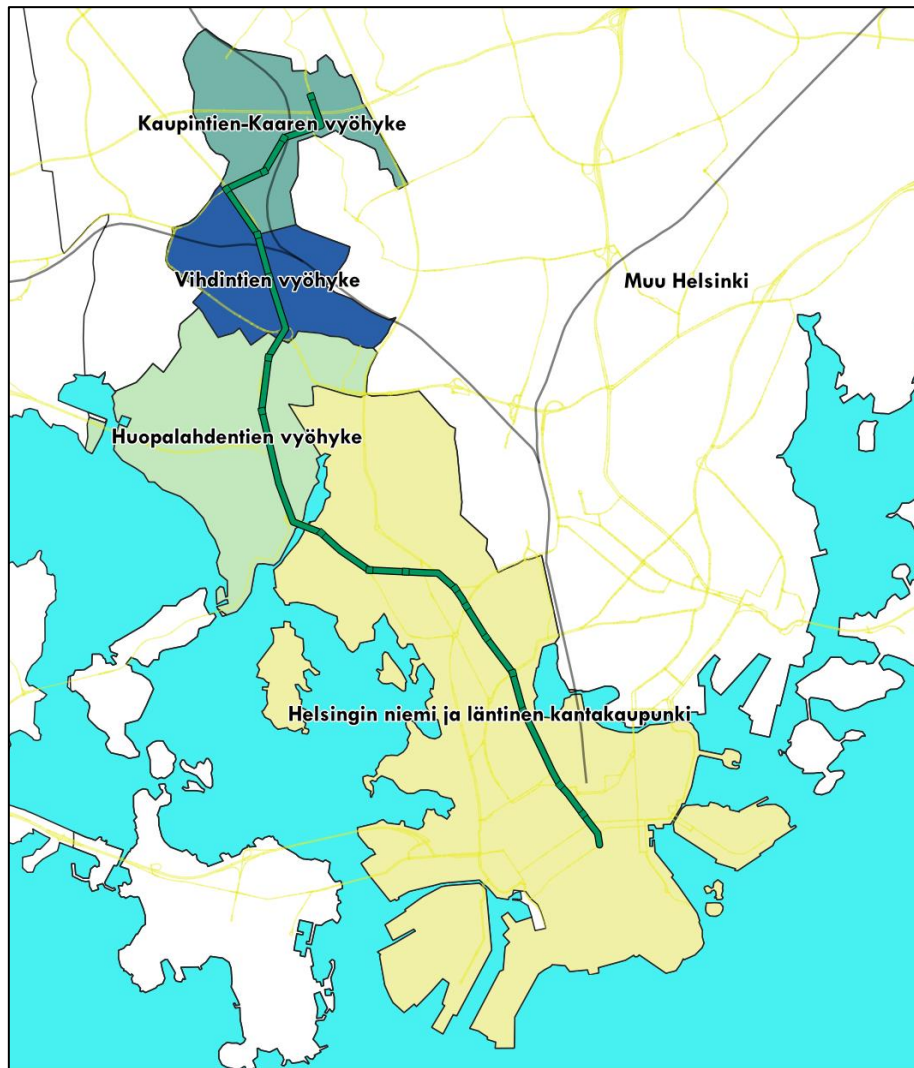 Kaupintien-Kaaren vyöhyke
Vihdintien vyöhyke
Muu Helsinki
Huopalahdentien vyöhyke
Helsingin niemi ja läntinen kantakaupunki